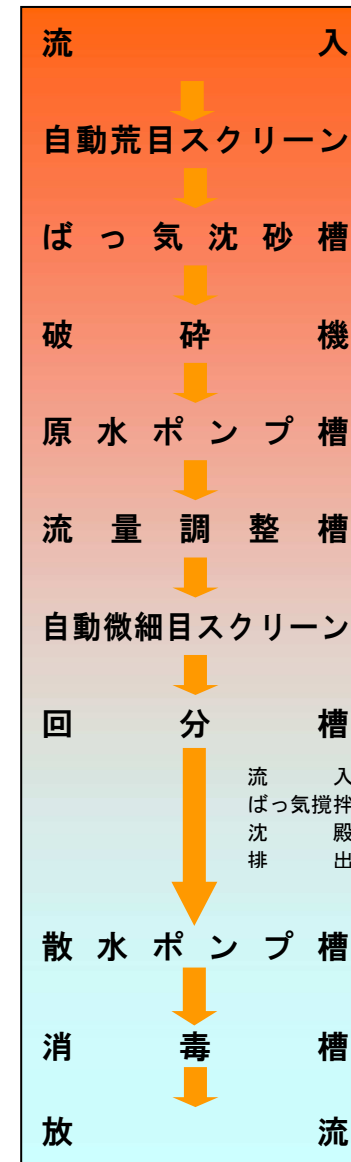 流入
自動荒目スクリーン
ばっ気沈砂槽
破砕機
原水ポンプ槽
流量調整槽
自動微細目スクリーン
回分槽
流入
ばっ気撹拌
沈殿
排出
散水ポンプ槽
消毒槽
放流